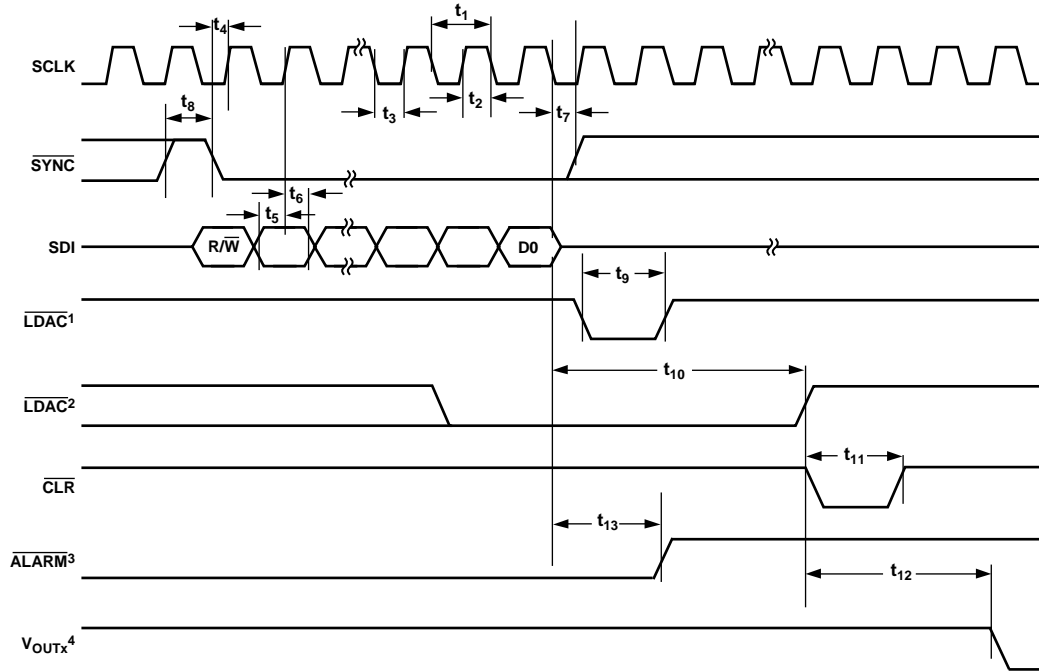 t4
t1
SCLK
t8
t3
t2
t7
SYNC
t6
t5
SDI
R/W
D0
t9
LDAC1
t10
LDAC2
t11
CLR
t13
ALARM3
t12
VOUTx4